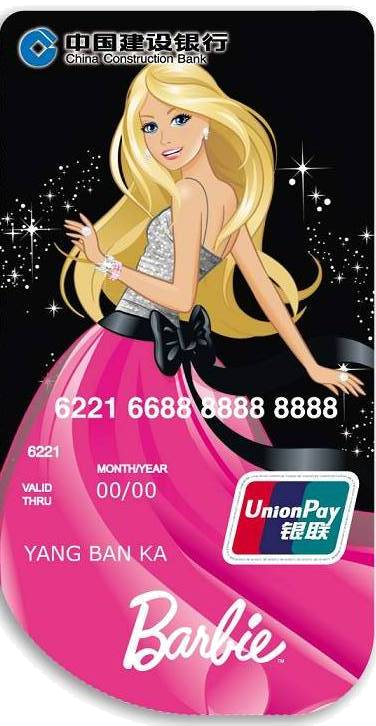 中国建设银行
China Construction Bank
6221 6688 8888 8888
6221
MONTH/YEAR
VALID
THRU
00/00
UnionPay
银联
YANG BAN KA
Barbie